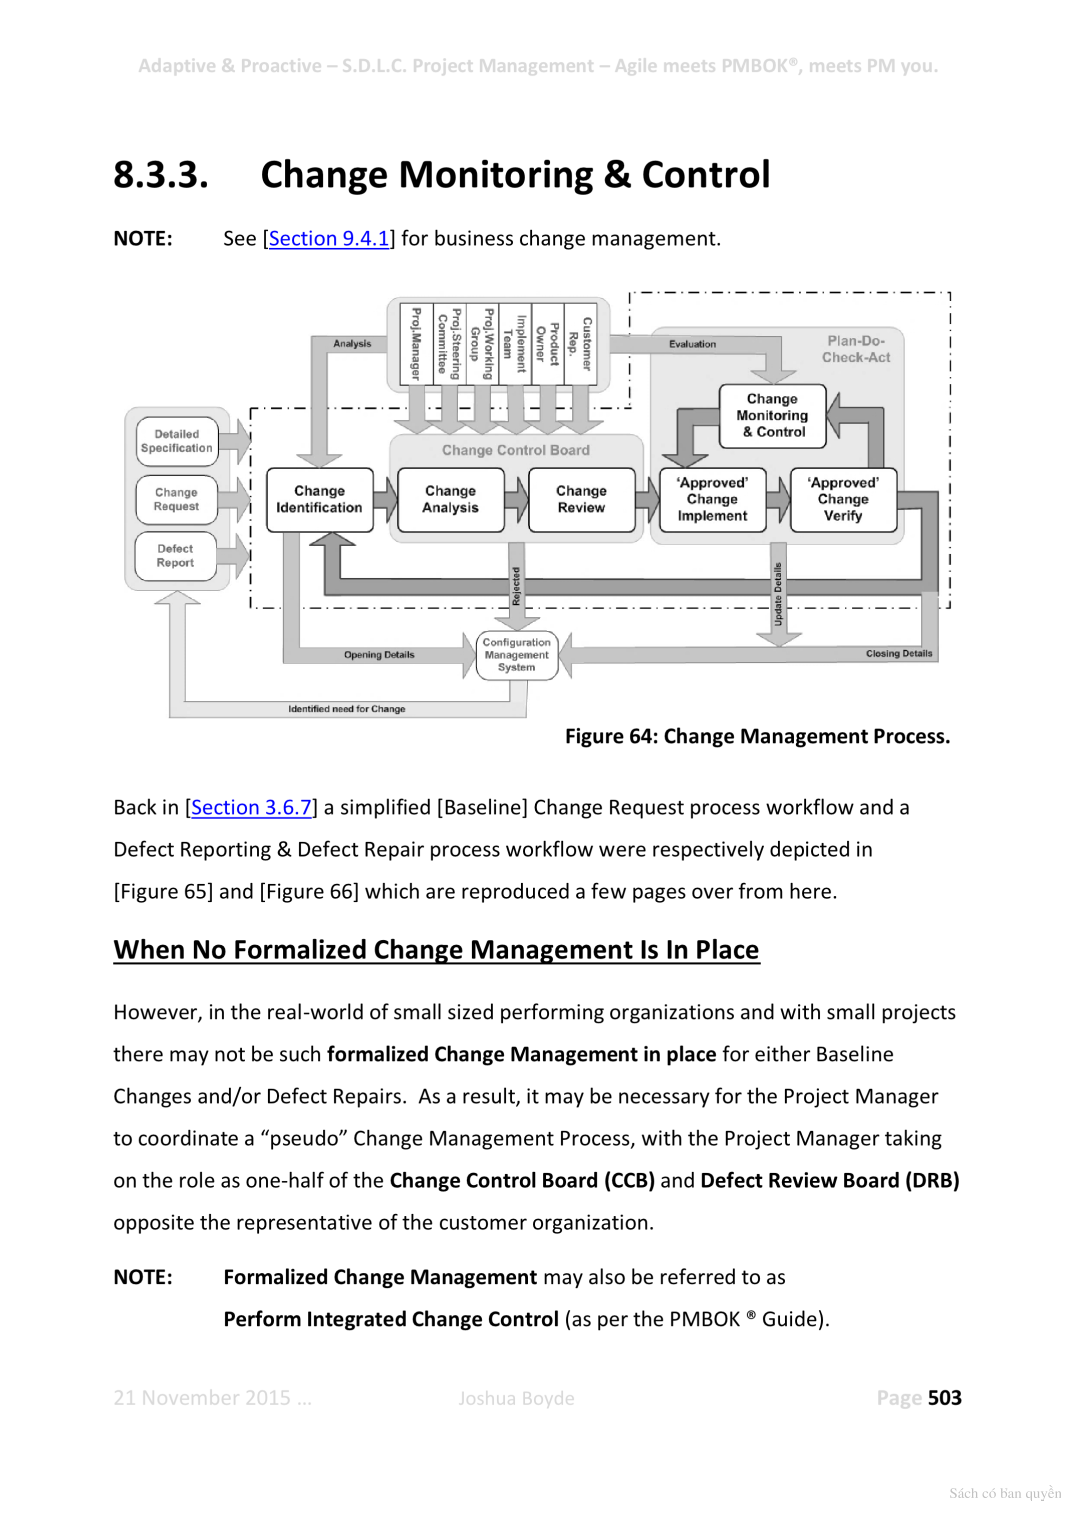 Adaptive & Proactive – S.D.L.C. Project Management – Agile meets PMBOK®, meets PM you.
8.3.3. Change Monitoring & Control
NOTE: See [Section 9.4.1] for business change management.
Proj.Manager
Proj.Steering
Committee
Proj.Working
Group
Implement
Team
Product
Owner
Customer
Rep.
Analysis
Evaluation
Plan-Do-
Check-Act
Change
Monitoring
& Control
Detailed
Specification
Change
Request
Defect
Report
Change Control Board
Change
Identification
Change
Analysis
Change
Review
‘Approved’
Change
Implement
‘Approved’
Change
Verify
Rejected
Update Details
Opening Details
Configuration
Management
System
Closing Details
Identified need for Change
Figure 64: Change Management Process.
Back in [Section 3.6.7] a simplified [Baseline] Change Request process workflow and a
Defect Reporting & Defect Repair process workflow were respectively depicted in
[Figure 65] and [Figure 66] which are reproduced a few pages over from here.
When No Formalized Change Management Is In Place
However, in the real-world of small sized performing organizations and with small projects
there may not be such formalized Change Management in place for either Baseline
Changes and/or Defect Repairs.  As a result, it may be necessary for the Project Manager
to coordinate a “pseudo” Change Management Process, with the Project Manager taking
on the role as one-half of the Change Control Board (CCB) and Defect Review Board (DRB)
opposite the representative of the customer organization.
NOTE: Formalized Change Management may also be referred to as
Perform Integrated Change Control (as per the PMBOK ® Guide).
21 November 2015 … Joshua Boyde Page 503
Sách có bản quyền